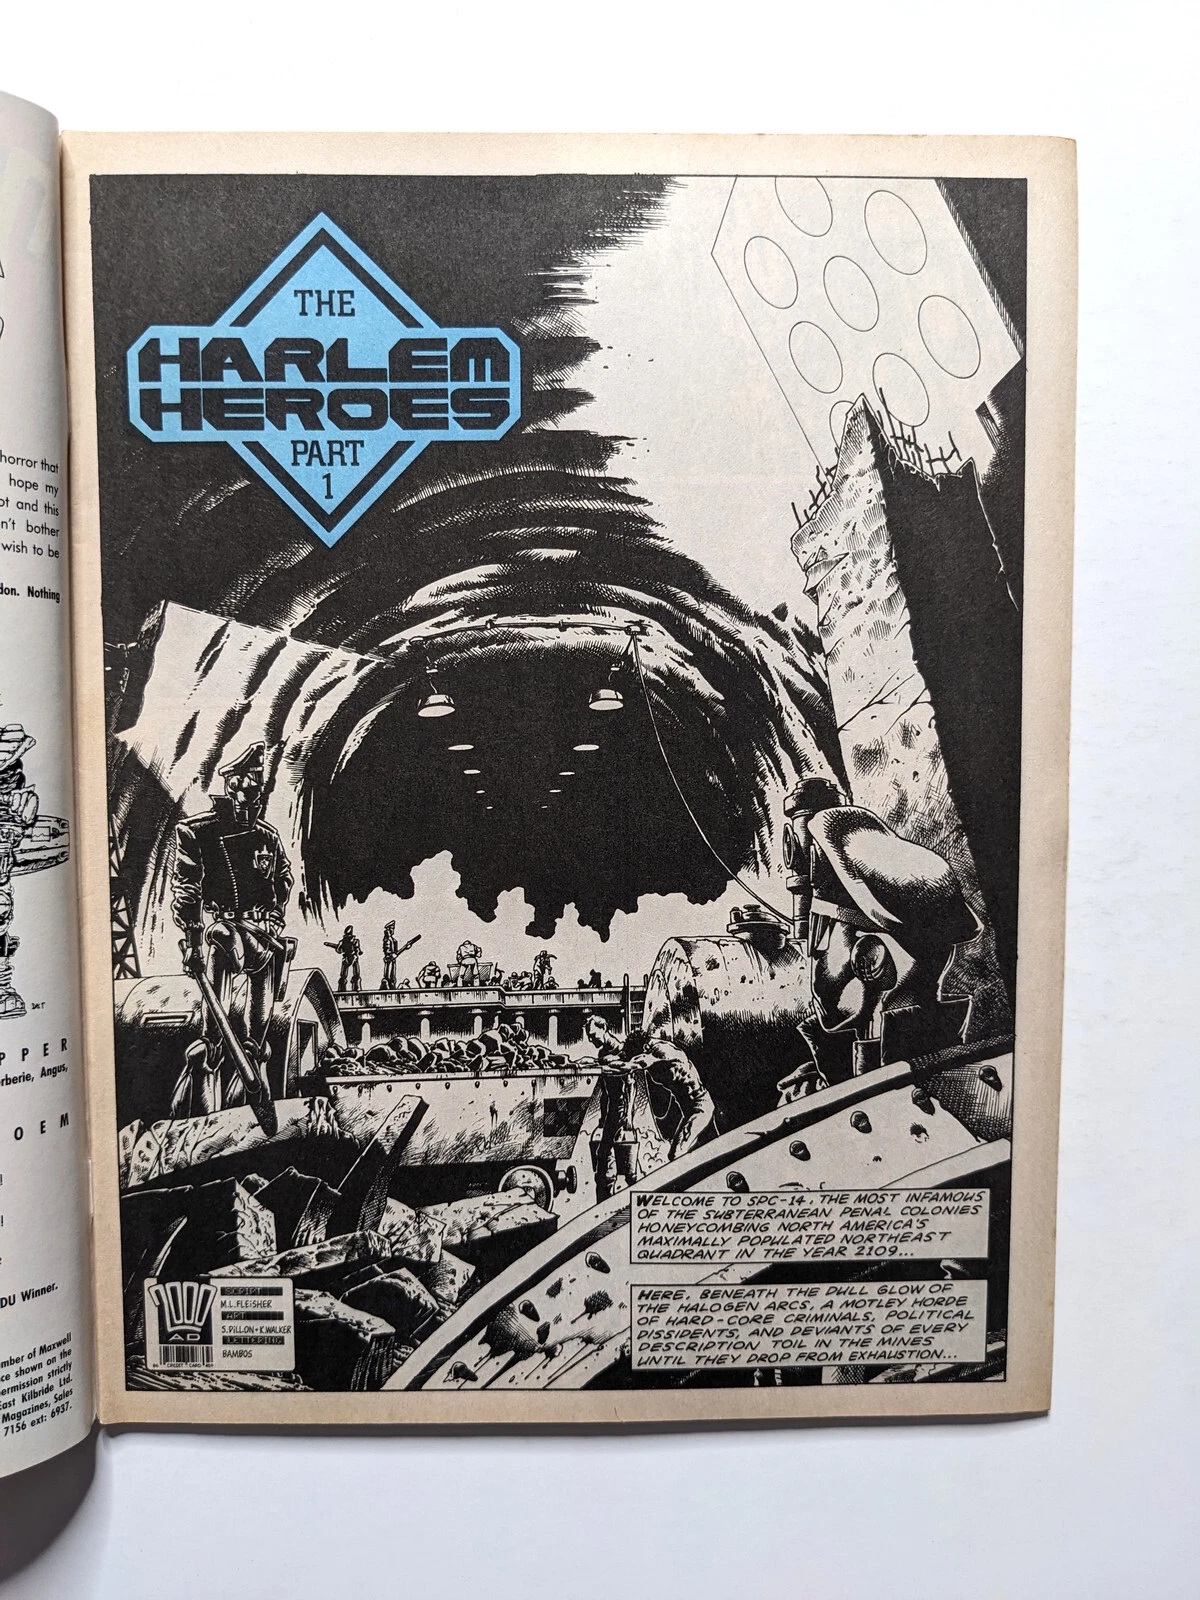 horror that
hope my
ot and this
n't bother
wish to be
don. Nothing
P P E R
erberie, Angus,
O E M
!
!
DU Winner.
mber of Maxwell
ce shown on the
ermission strictly
East Kilbride Ltd.
Magazines, Sales
7156 ext: 6937.
THE
HARLEM
HEROES
PART
1
WELCOME TO SPC-14. THE MOST INFAMOUS
OF THE SUBTERRANEAN PENAL COLONIES
HONEYCOMBING NORTH AMERICA'S
MAXIMALLY POPULATED NORTHEAST
QUADRANT IN THE YEAR 2109...
HERE, BENEATH THE DULL GLOW OF
THE HALOGEN ARCS, A MOTLEY HORDE
OF HARD-CORE CRIMINALS, POLITICAL
DISSIDENTS, AND DEVIANTS OF EVERY
DESCRIPTION TOIL IN THE MINES
UNTIL THEY DROP FROM EXHAUSTION...
2000
AD
CREDIT CARD
SCRIPT
M.L.FLEISHER
ART
S.DILLON+K.WALKER
LETTERING
BAMBOS